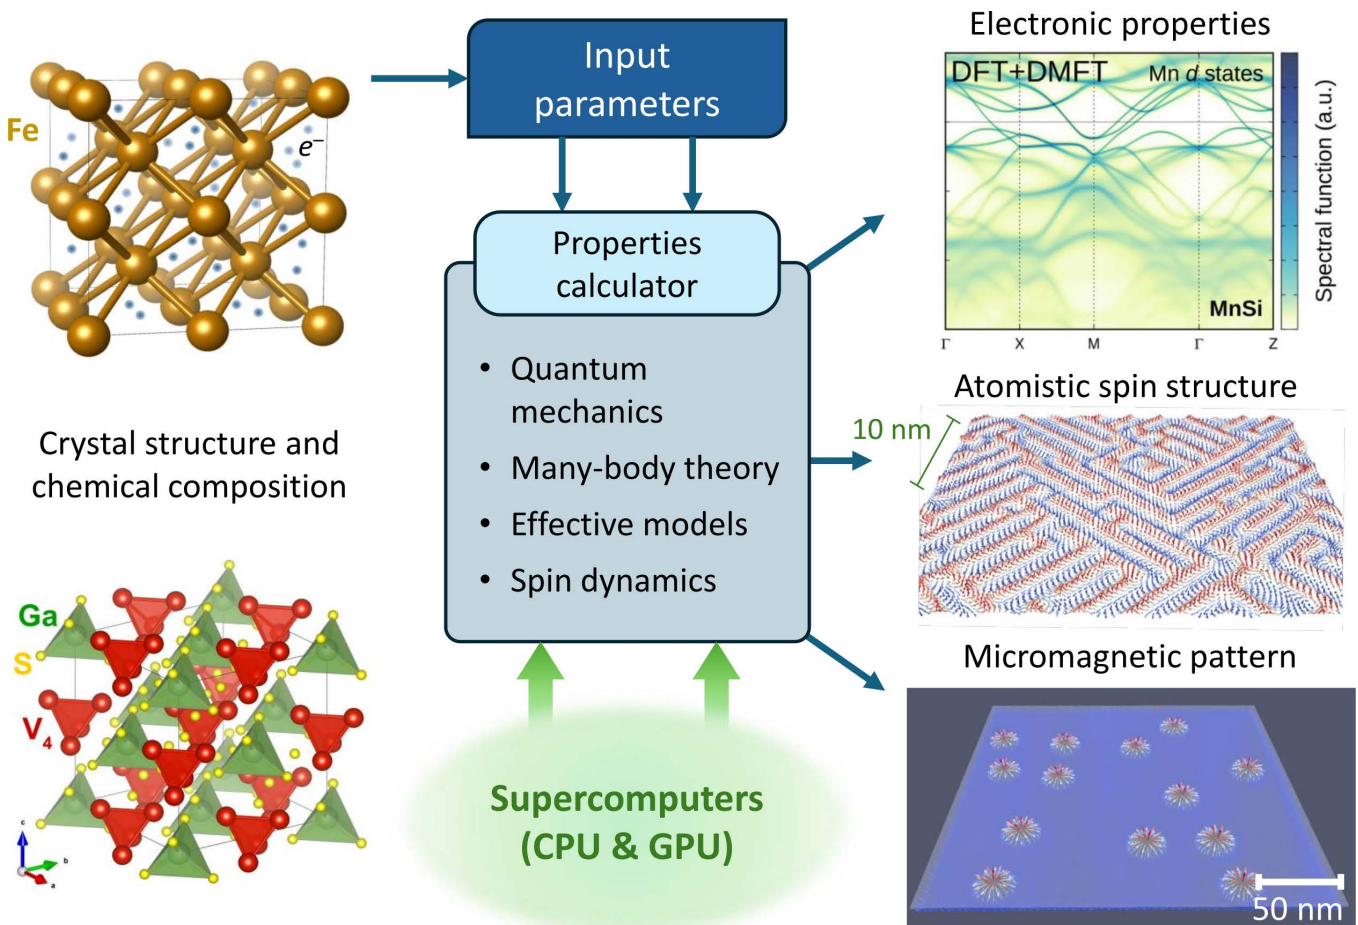 Fe
e⁻
Crystal structure and
chemical composition
Ga
S
V₄
c
b
a
Input
parameters
Properties
calculator
• Quantum
mechanics
• Many-body theory
• Effective models
• Spin dynamics
Supercomputers
(CPU & GPU)
Electronic properties
DFT+DMFT
Mn d states
MnSi
Γ X M Γ Z
Spectral function (a.u.)
Atomistic spin structure
10 nm
Micromagnetic pattern
50 nm